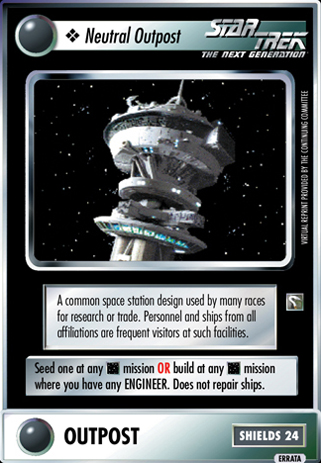 ❖ Neutral Outpost
STAR TREK
THE NEXT GENERATION
VIRTUAL REPRINT PROVIDED BY THE CONTINUING COMMITTEE
A common space station design used by many races
for research or trade. Personnel and ships from all
affiliations are frequent visitors at such facilities.
Seed one at any mission OR build at any mission
where you have any ENGINEER. Does not repair ships.
OUTPOST
SHIELDS 24
ERRATA